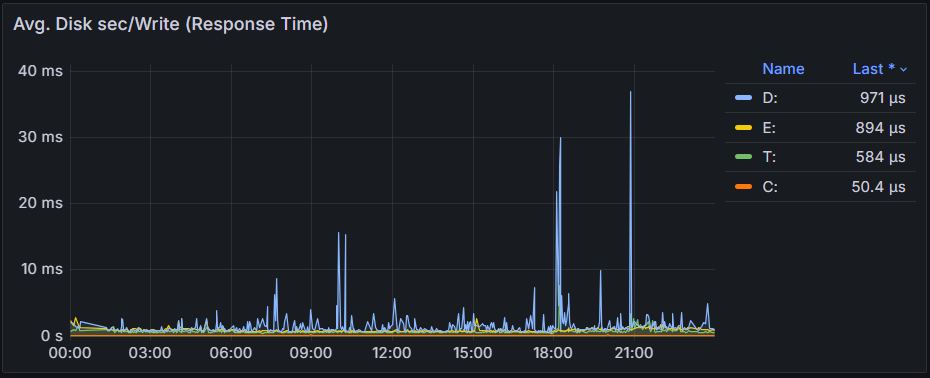 Avg. Disk sec/Write (Response Time)
40 ms
30 ms
20 ms
10 ms
0 s
00:00 03:00 06:00 09:00 12:00 15:00 18:00 21:00
Name Last *
D: 971 µs
E: 894 µs
T: 584 µs
C: 50.4 µs